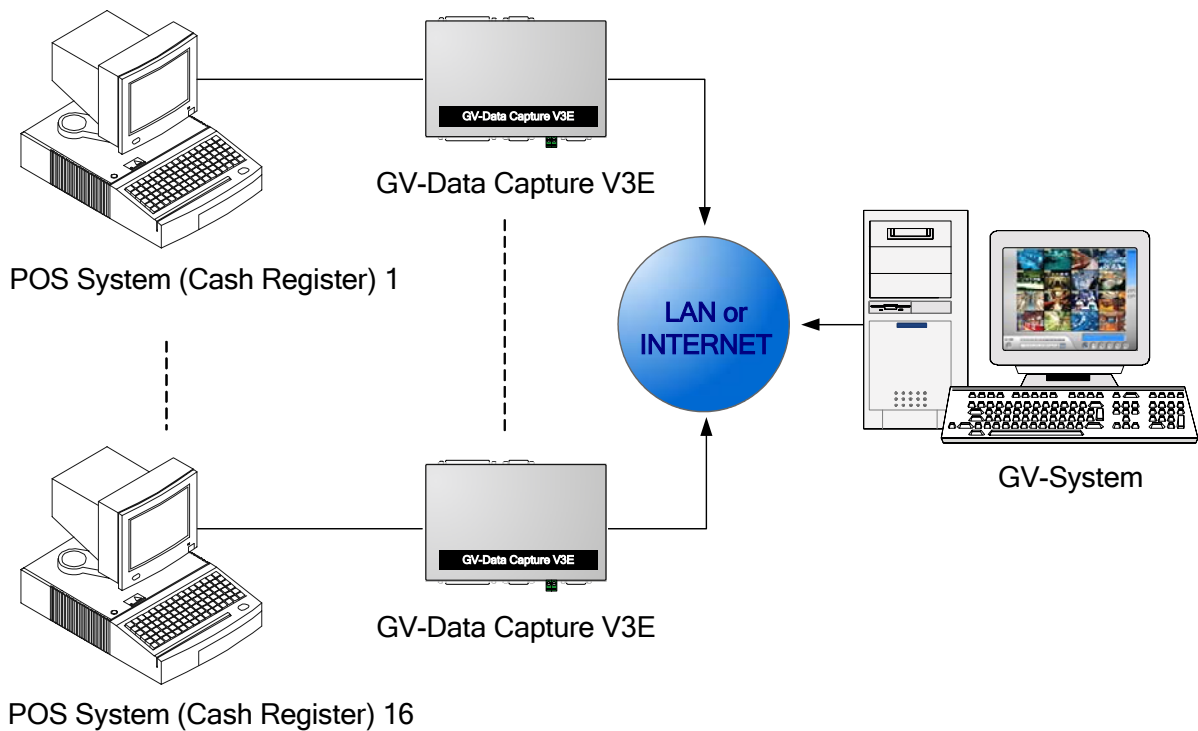 GV-Data Capture V3E
GV-Data Capture V3E
POS System (Cash Register) 1
LAN or
INTERNET
GV-System
GV-Data Capture V3E
GV-Data Capture V3E
POS System (Cash Register) 16